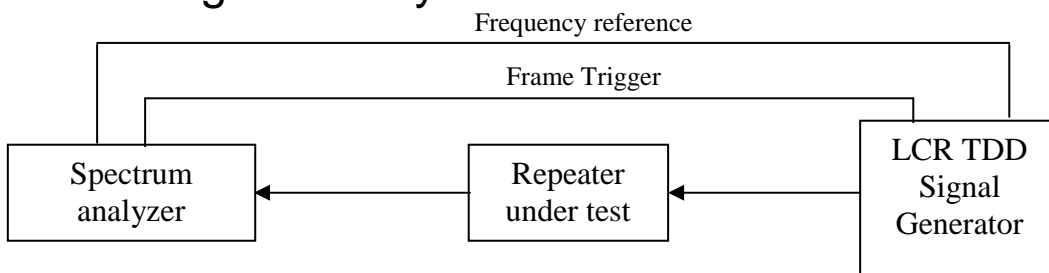 Frequency reference
Frame Trigger
Spectrum
analyzer
Repeater
under test
LCR TDD
Signal
Generator